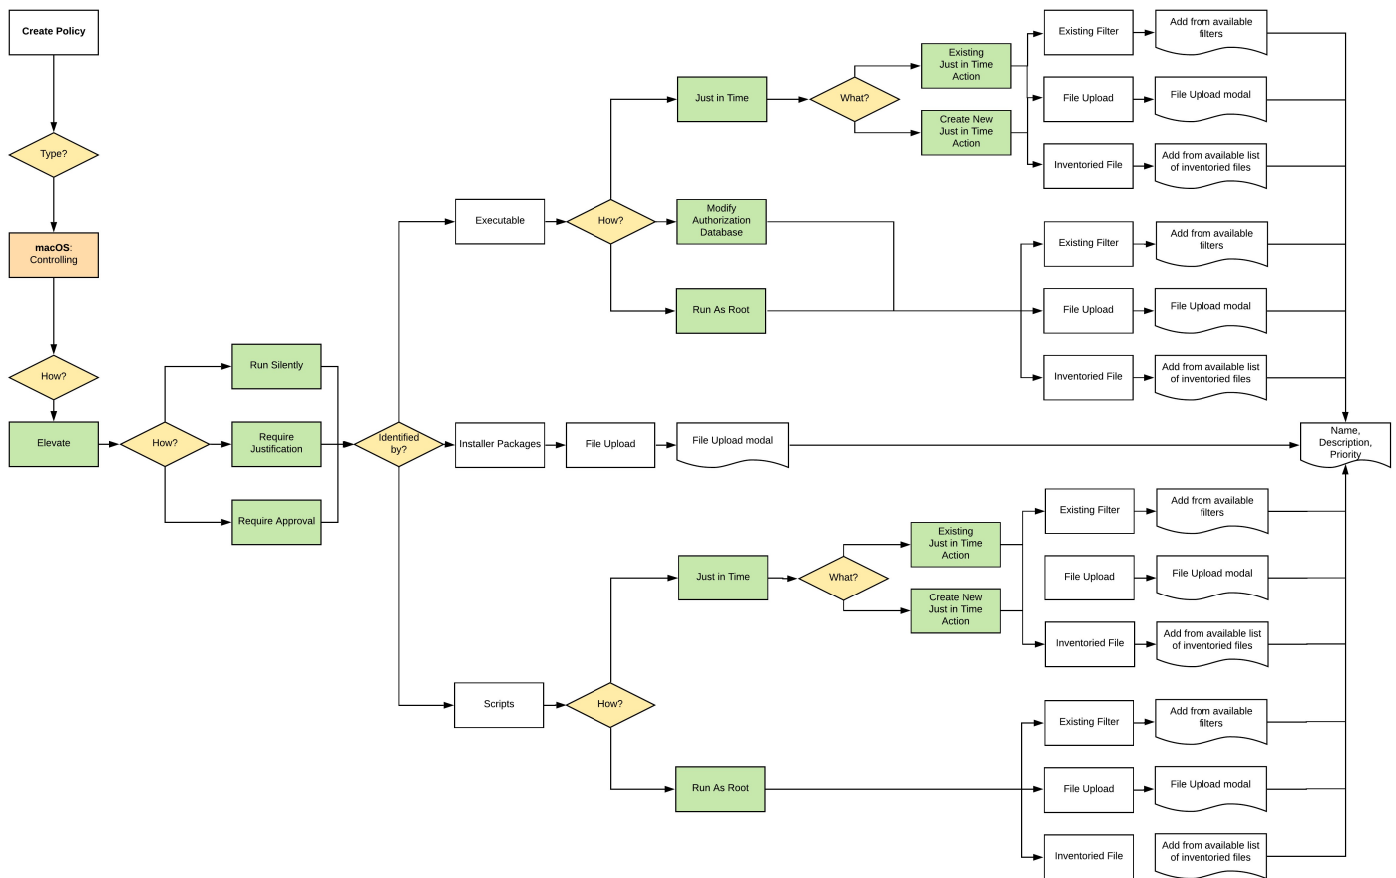 Create Policy
Type?
macOS:
Controlling
How?
Elevate
How?
Run Silently
Require
Justification
Require Approval
Identified
by?
Executable
How?
Just in Time
What?
Existing
Just in Time
Action
Create New
Just in Time
Action
Existing Filter
Add from available
filters
File Upload
File Upload modal
Inventoried File
Add from available list
of inventoried files
Modify
Authorization
Database
Run As Root
Existing Filter
Add from available
filters
File Upload
File Upload modal
Inventoried File
Add from available list
of inventoried files
Installer Packages
File Upload
File Upload modal
Name,
Description,
Priority
Scripts
How?
Just in Time
What?
Existing
Just in Time
Action
Create New
Just in Time
Action
Existing Filter
Add from available
filters
File Upload
File Upload modal
Inventoried File
Add from available list
of inventoried files
Run As Root
Existing Filter
Add from available
filters
File Upload
File Upload modal
Inventoried File
Add from available list
of inventoried files